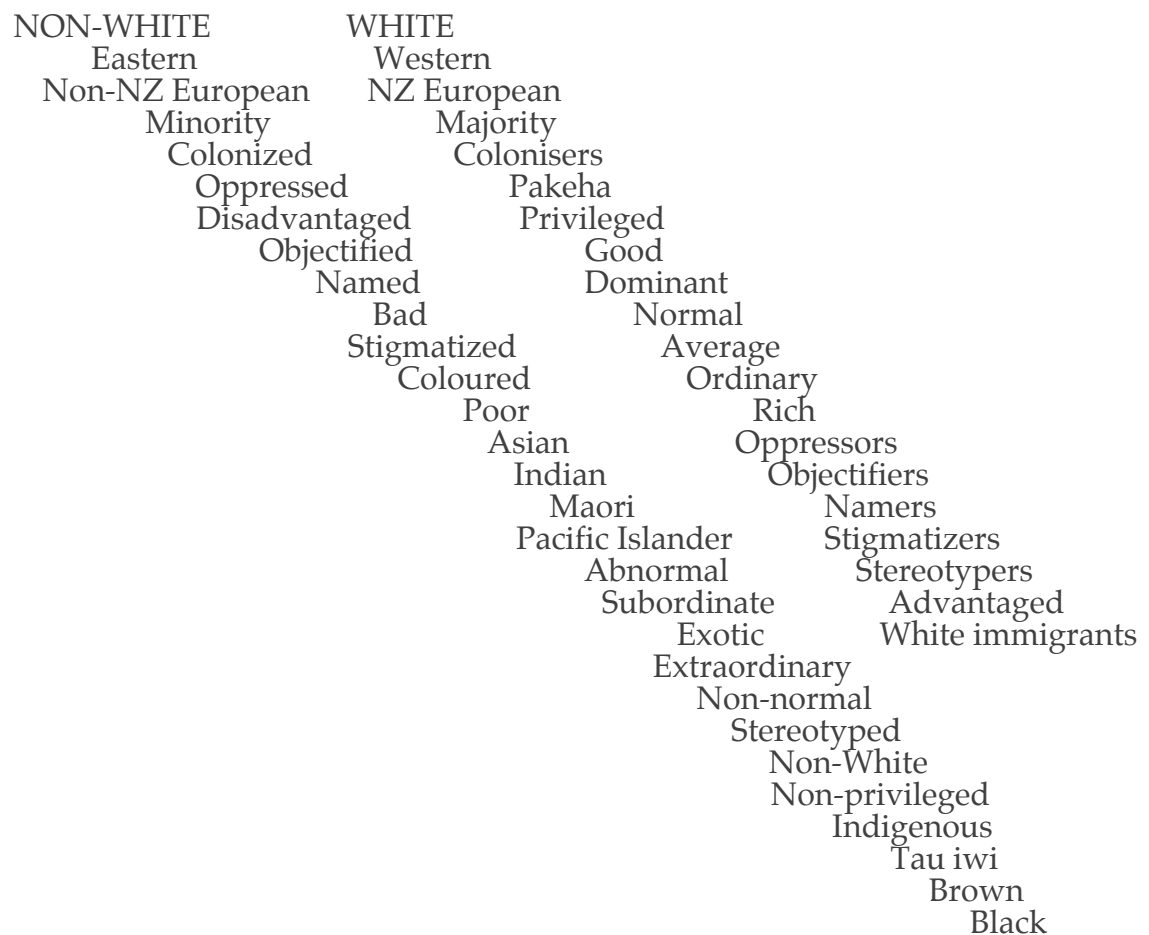 NON-WHITE WHITE
Eastern Western
Non-NZ European NZ European
Minority Majority
Colonized Colonisers
Oppressed Pakeha
Disadvantaged Privileged
Objectified Good
Named Dominant
Bad Normal
Stigmatized Average
Coloured Ordinary
Poor Rich
Asian Oppressors
Indian Objectifiers
Maori Namers
Pacific Islander Stigmatizers
Abnormal Stereotypers
Subordinate Advantaged
Exotic White immigrants
Extraordinary
Non-normal
Stereotyped
Non-White
Non-privileged
Indigenous
Tau iwi
Brown
Black